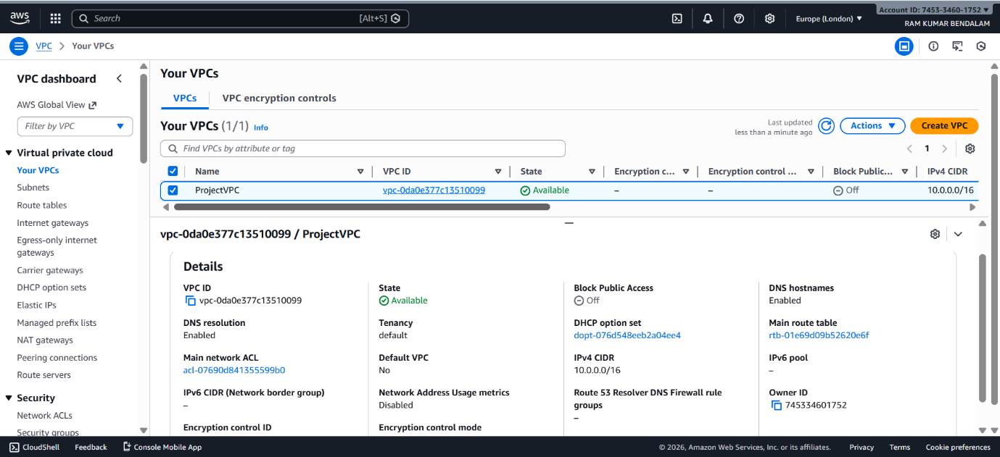 aws
Search
[Alt+S]
Europe (London)
Account ID: 7453-3460-1752
RAM KUMAR BENDALAM
VPC
Your VPCs
VPC dashboard
AWS Global View
Filter by VPC
Virtual private cloud
Your VPCs
Subnets
Route tables
Internet gateways
Egress-only internet
gateways
Carrier gateways
DHCP option sets
Elastic IPs
Managed prefix lists
NAT gateways
Peering connections
Route servers
Security
Network ACLs
Security groups
Your VPCs
VPCs
VPC encryption controls
Your VPCs (1/1) Info
Last updated
less than a minute ago
Actions
Create VPC
Find VPCs by attribute or tag
1
Name
VPC ID
State
Encryption c...
Encryption control ...
Block Public...
IPv4 CIDR
ProjectVPC
vpc-0da0e377c13510099
Available
–
–
Off
10.0.0.0/16
vpc-0da0e377c13510099 / ProjectVPC
Details
VPC ID
vpc-0da0e377c13510099
State
Available
Block Public Access
Off
DNS hostnames
Enabled
DNS resolution
Enabled
Tenancy
default
DHCP option set
dopt-076d548eeb2a04ee4
Main route table
rtb-01e69d09b52620e6f
Main network ACL
acl-07690d841355599b0
Default VPC
No
IPv4 CIDR
10.0.0.0/16
IPv6 pool
–
IPv6 CIDR (Network border group)
–
Network Address Usage metrics
Disabled
Route 53 Resolver DNS Firewall rule
groups
–
Owner ID
745334601752
Encryption control ID
Encryption control mode
CloudShell
Feedback
Console Mobile App
© 2026, Amazon Web Services, Inc. or its affiliates.
Privacy
Terms
Cookie preferences